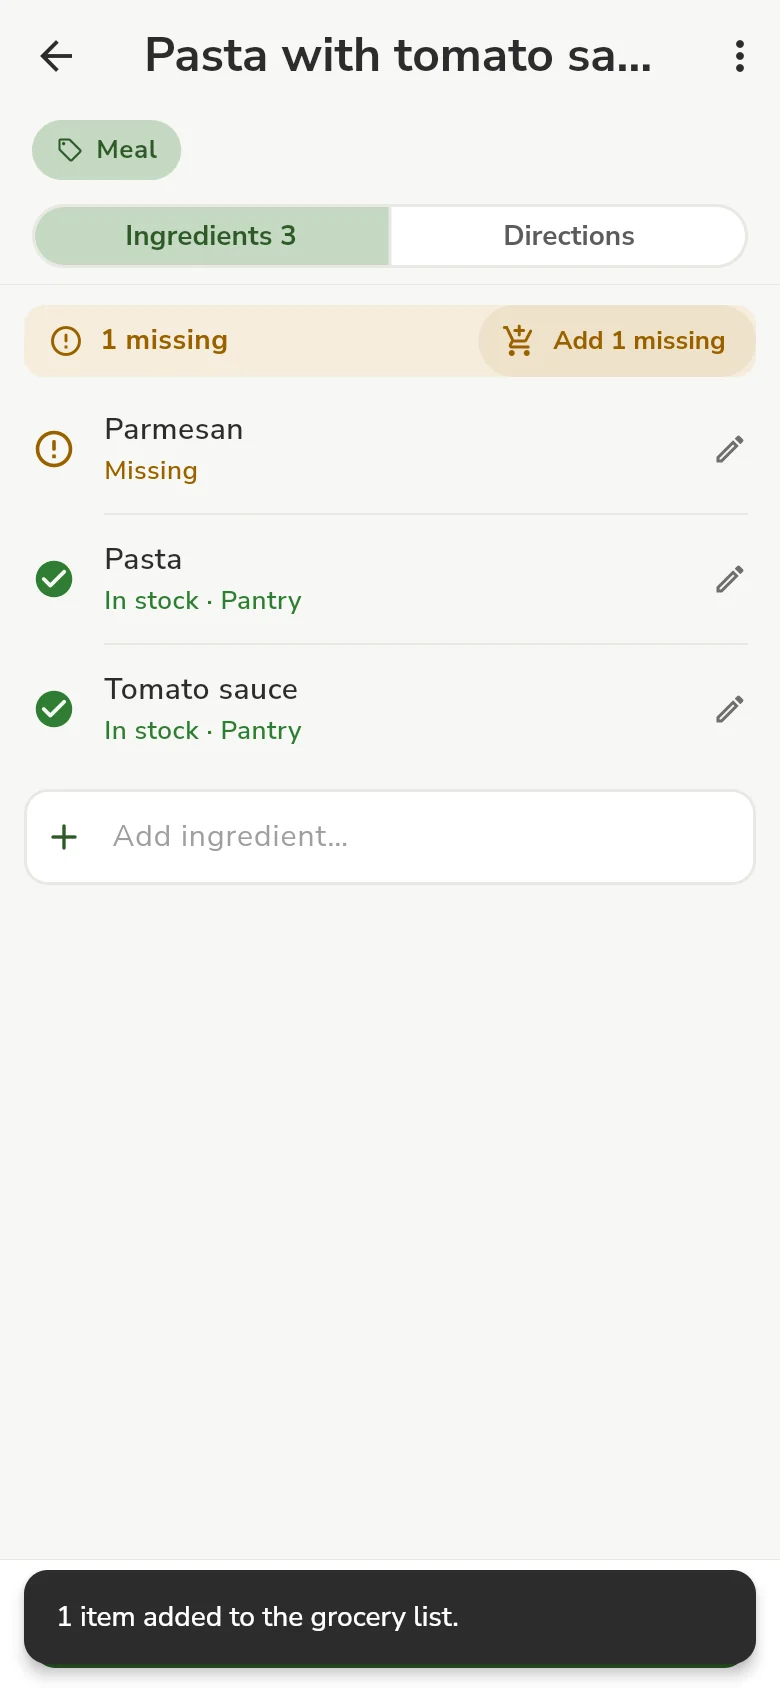 Pasta with tomato sa...
Meal
Ingredients 3
Directions
1 missing
Add 1 missing
Parmesan
Missing
Pasta
In stock · Pantry
Tomato sauce
In stock · Pantry
Add ingredient...
1 item added to the grocery list.